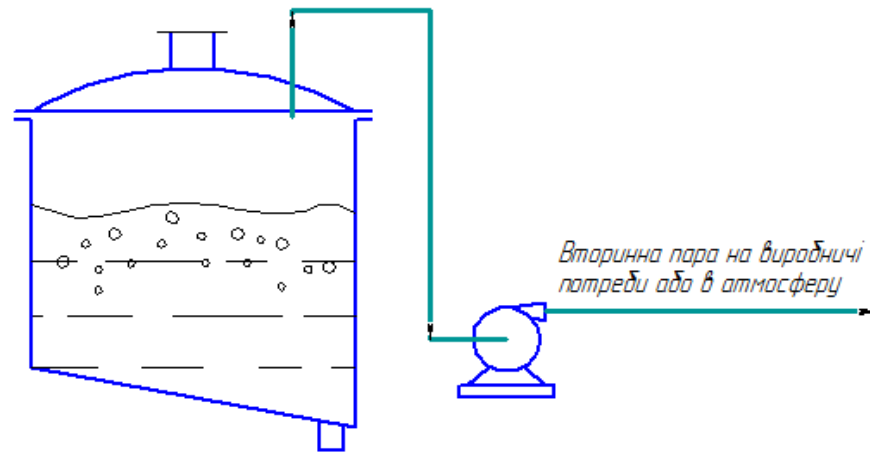 Вторинна пара на виробничі
потреби або в атмосферу